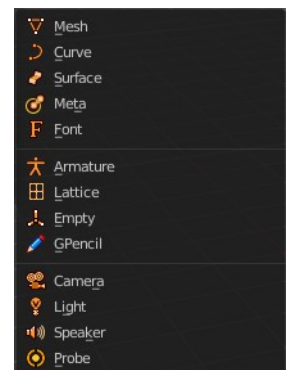 Mesh
Curve
Surface
Meta
Font
Armature
Lattice
Empty
GPencil
Camera
Light
Speaker
Probe